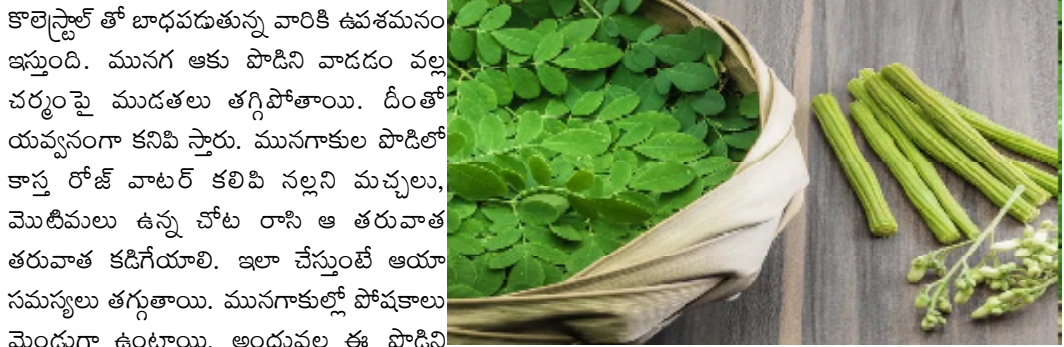 కొలెస్ట్రాల్ తో బాధపడుతున్న వారికి ఉపశమనం
ఇస్తుంది. మునగ ఆకు పొడిని వాడడం వల్ల
చర్మంపై ముడతలు తగ్గిపోతాయి. దీంతో
యవ్వనంగా కనిపి స్తారు. మునగాకుల పొడిలో
కాస్త రోజ్ వాటర్ కలిపి నల్లని మచ్చలు,
మొటిమలు ఉన్న చోట రాసి ఆ తరువాత
తరువాత కడిగేయాలి. ఇలా చేస్తుంటే ఆయా
సమస్యలు తగ్గుతాయి. మునగాకుల్లో పోషకాలు
మెండుగా ఉంటాయి. అందువల్ల ఈ పొడిని